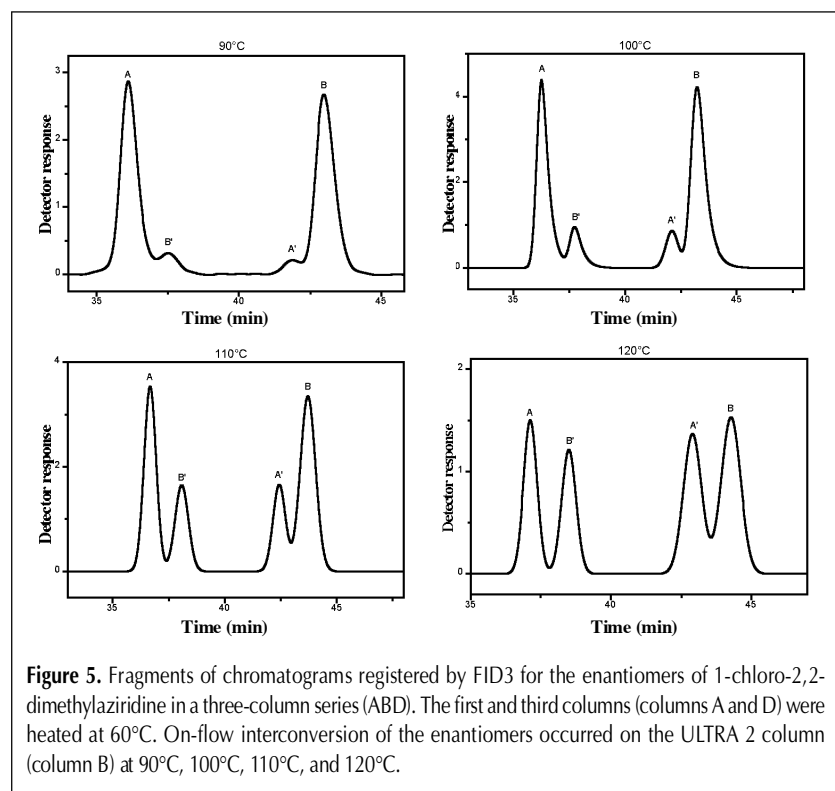 90°C
Detector response
3
2
1
0
A
B'
A'
B
35
40
45
Time (min)
100°C
Detector response
4
2
0
A
B'
A'
B
35
40
45
Time (min)
110°C
Detector response
4
2
0
A
B'
A'
B
35
40
45
Time (min)
120°C
Detector response
2
1
0
A
B'
A'
B
35
40
45
Time (min)
Figure 5. Fragments of chromatograms registered by FID3 for the enantiomers of 1-chloro-2,2-
dimethylaziridine in a three-column series (ABD). The first and third columns (columns A and D) were
heated at 60°C. On-flow interconversion of the enantiomers occurred on the ULTRA 2 column
(column B) at 90°C, 100°C, 110°C, and 120°C.